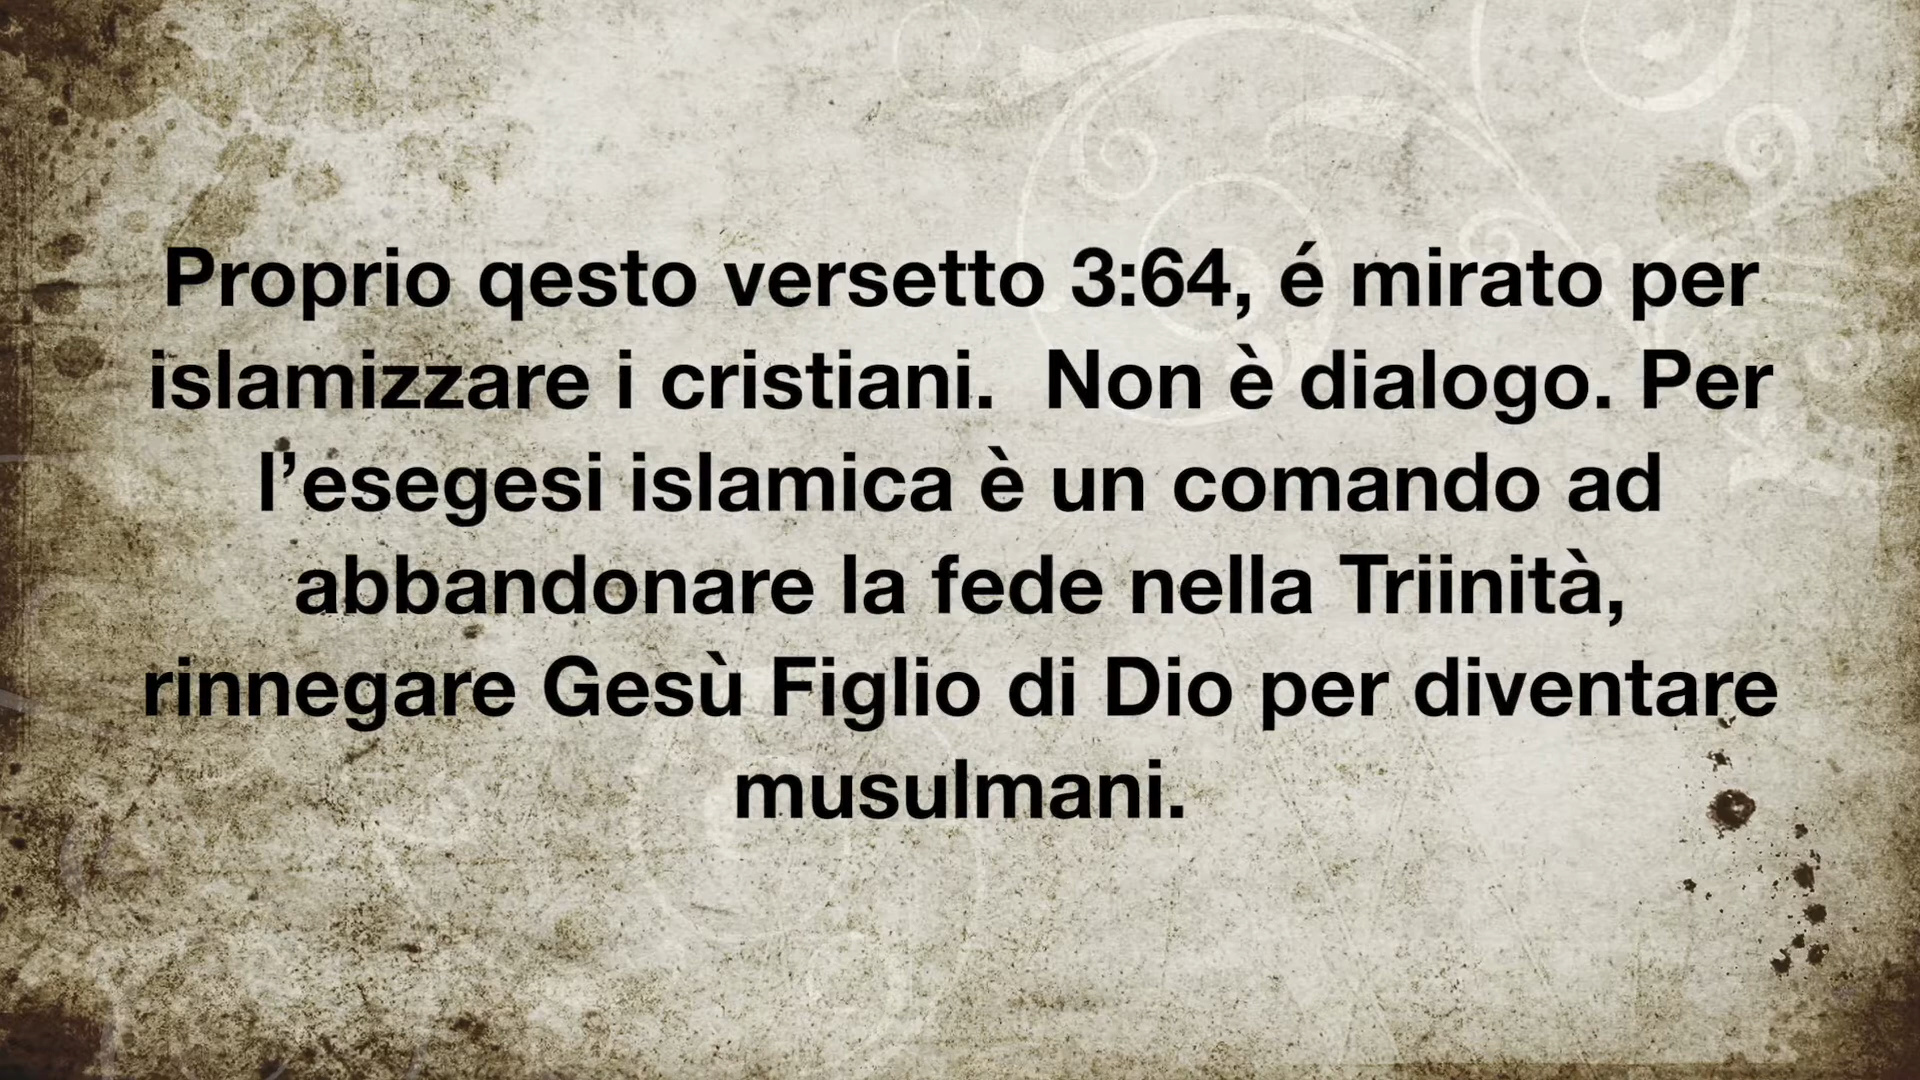 Proprio qesto versetto 3:64, é mirato per
islamizzare i cristiani.  Non è dialogo. Per
l’esegesi islamica è un comando ad
abbandonare la fede nella Triinità,
rinnegare Gesù Figlio di Dio per diventare
musulmani.